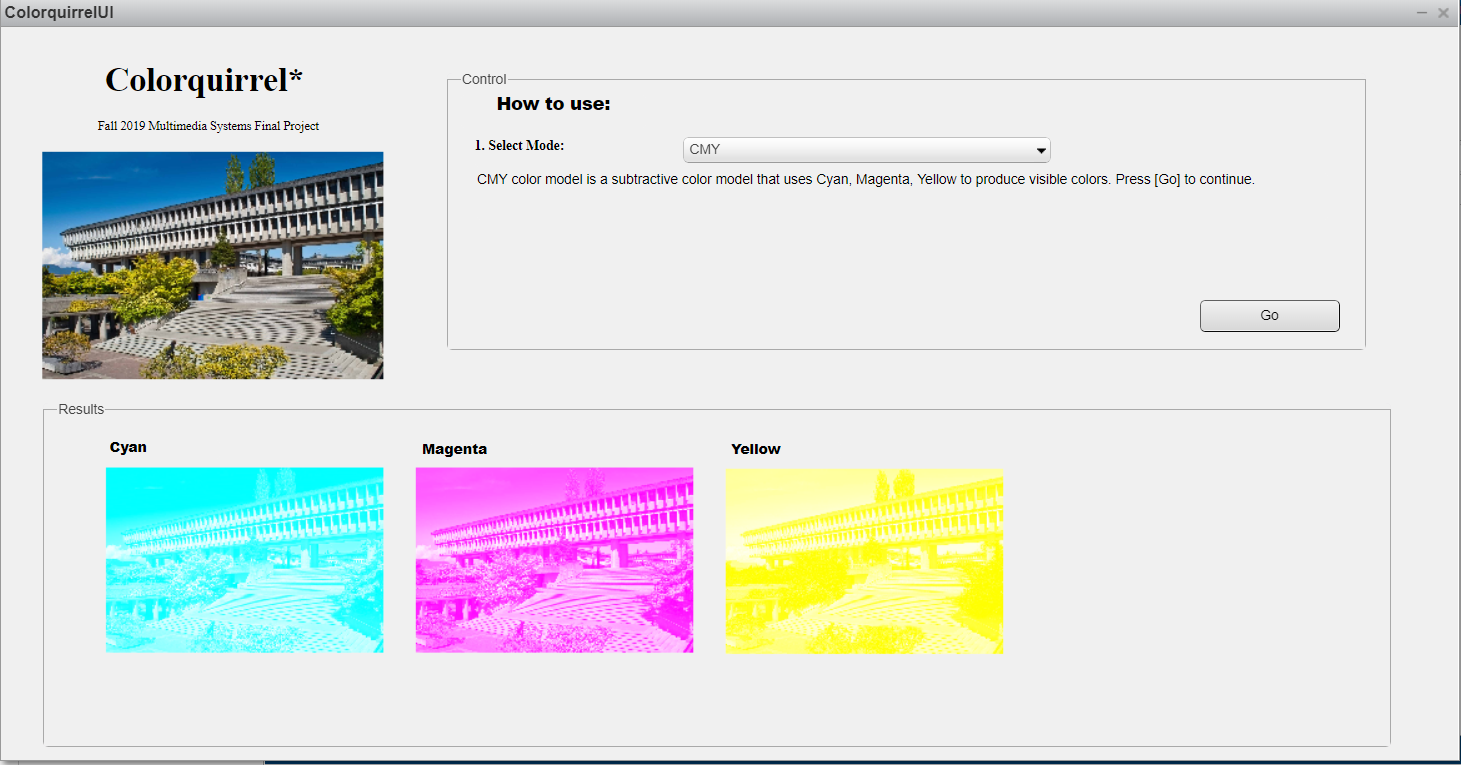 ColorquirrelUI
Colorquirrel*
Fall 2019 Multimedia Systems Final Project
Control
How to use:
1. Select Mode:
CMY
CMY color model is a subtractive color model that uses Cyan, Magenta, Yellow to produce visible colors. Press [Go] to continue.
Go
Results
Cyan
Magenta
Yellow